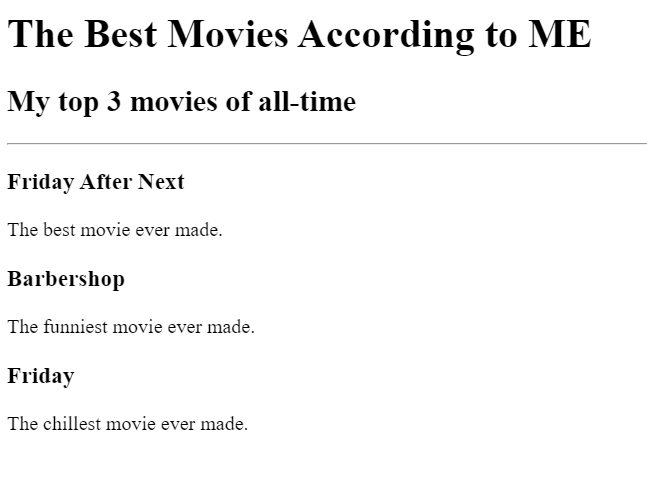 The Best Movies According to ME
My top 3 movies of all-time
Friday After Next
The best movie ever made.
Barbershop
The funniest movie ever made.
Friday
The chillest movie ever made.